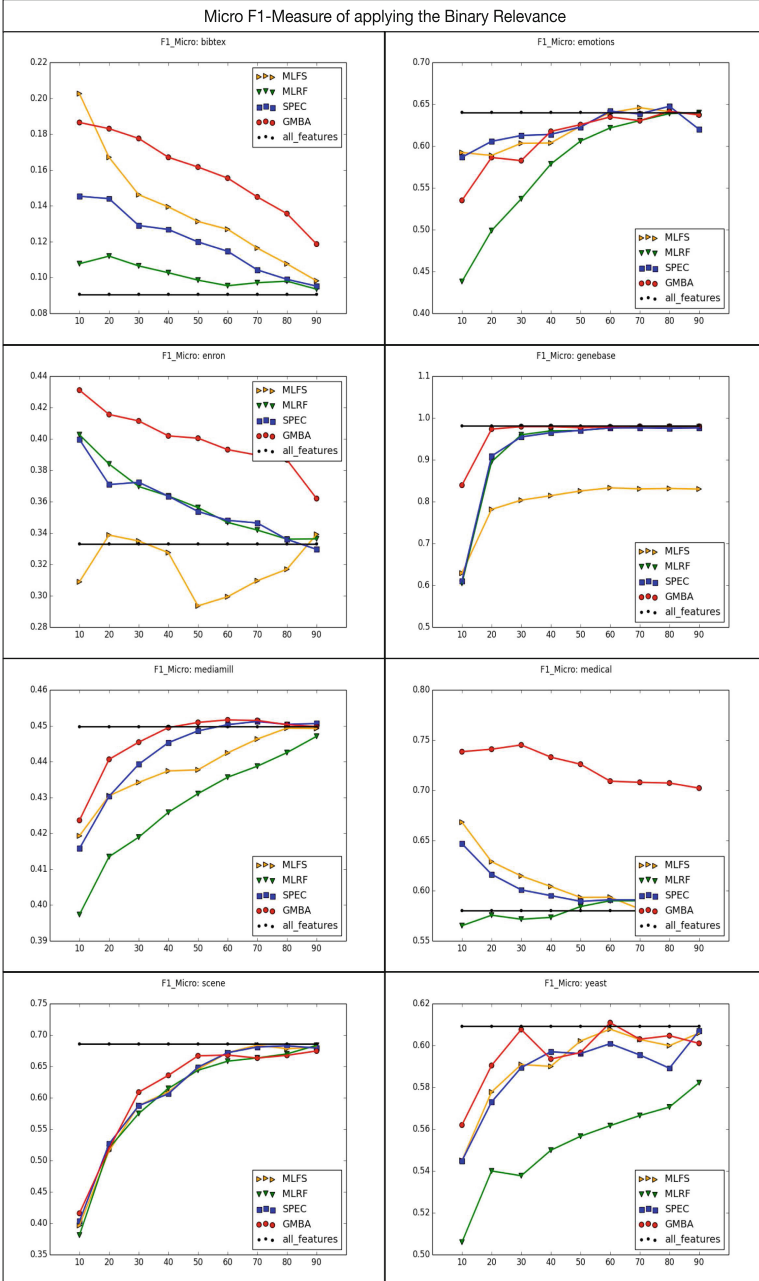 Micro F1-Measure of applying the Binary Relevance
F1_Micro: bibtex
0.22
0.20
0.18
0.16
0.14
0.12
0.10
0.08
10 20 30 40 50 60 70 80 90
MLFS
MLRF
SPEC
GMBA
all_features
F1_Micro: emotions
0.70
0.65
0.60
0.55
0.50
0.45
0.40
10 20 30 40 50 60 70 80 90
MLFS
MLRF
SPEC
GMBA
all_features
F1_Micro: enron
0.44
0.42
0.40
0.38
0.36
0.34
0.32
0.30
0.28
10 20 30 40 50 60 70 80 90
MLFS
MLRF
SPEC
GMBA
all_features
F1_Micro: genebase
1.1
1.0
0.9
0.8
0.7
0.6
0.5
10 20 30 40 50 60 70 80 90
MLFS
MLRF
SPEC
GMBA
all_features
F1_Micro: mediamill
0.46
0.450
0.44
0.43
0.42
0.41
0.40
0.39
10 20 30 40 50 60 70 80 90
MLFS
MLRF
SPEC
GMBA
all_features
F1_Micro: medical
0.80
0.75
0.70
0.65
0.60
0.55
10 20 30 40 50 60 70 80 90
MLFS
MLRF
SPEC
GMBA
all_features
F1_Micro: scene
0.75
0.70
0.65
0.60
0.55
0.50
0.45
0.40
0.35
10 20 30 40 50 60 70 80 90
MLFS
MLRF
SPEC
GMBA
all_features
F1_Micro: yeast
0.62
0.60
0.58
0.56
0.54
0.52
0.50
10 20 30 40 50 60 70 80 90
MLFS
MLRF
SPEC
GMBA
all_features